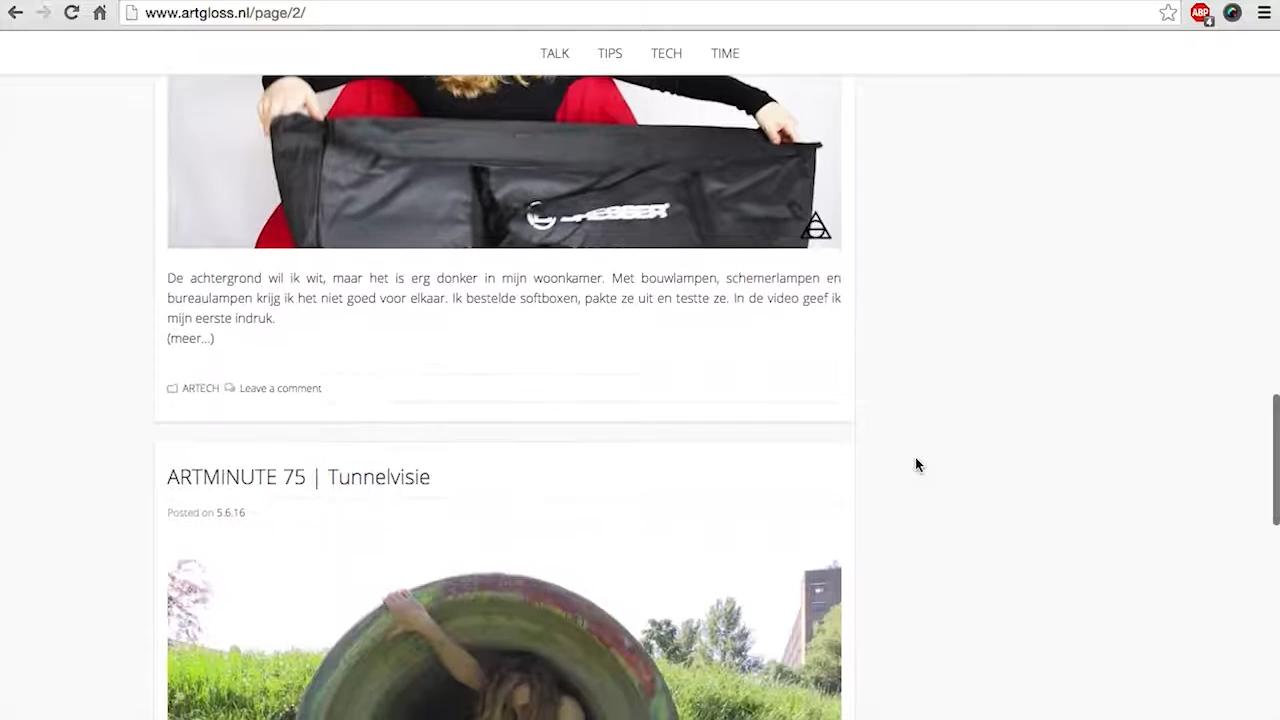 www.artgloss.nl/page/2/
ABP
4
TALK TIPS TECH TIME
De achtergrond wil ik wit, maar het is erg donker in mijn woonkamer. Met bouwlampen, schemerlampen en
bureaulampen krijg ik het niet goed voor elkaar. Ik bestelde softboxen, pakte ze uit en testte ze. In de video geef ik
mijn eerste indruk.
(meer...)
ARTECH Leave a comment
ARTMINUTE 75 | Tunnelvisie
Posted on 5.6.16